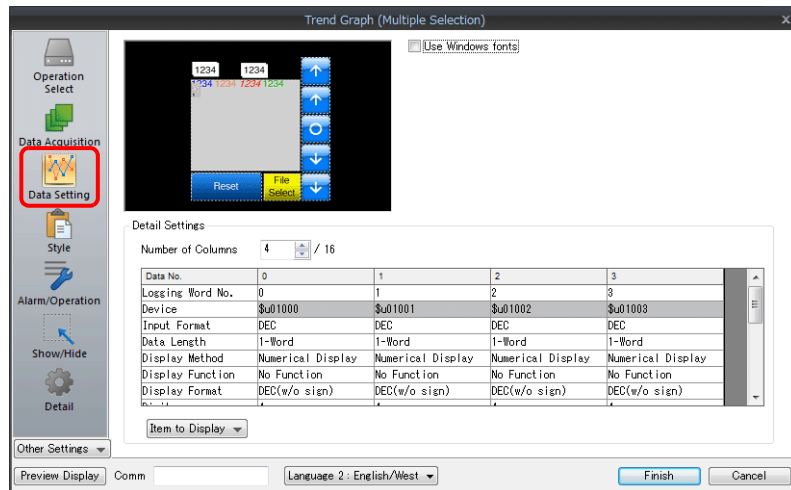 Trend Graph (Multiple Selection)
x
Operation
Select
Data Acquisition
Data Setting
Style
Alarm/Operation
Show/Hide
Detail
Other Settings
1234 1234
1234 1234 1234 1234
Reset
File
Select
Use Windows fonts
Detail Settings
Number of Columns 4 / 16
Data No. 0 1 2 3
Logging Word No. 0 1 2 3
Device $u01000 $u01001 $u01002 $u01003
Input Format DEC DEC DEC DEC
Data Length 1-Word 1-Word 1-Word 1-Word
Display Method Numerical Display Numerical Display Numerical Display Numerical Display
Display Function No Function No Function No Function No Function
Display Format DEC(w/o sign) DEC(w/o sign) DEC(w/o sign) DEC(w/o sign)
Item to Display
Preview Display Comm Language 2 : English/West Finish Cancel